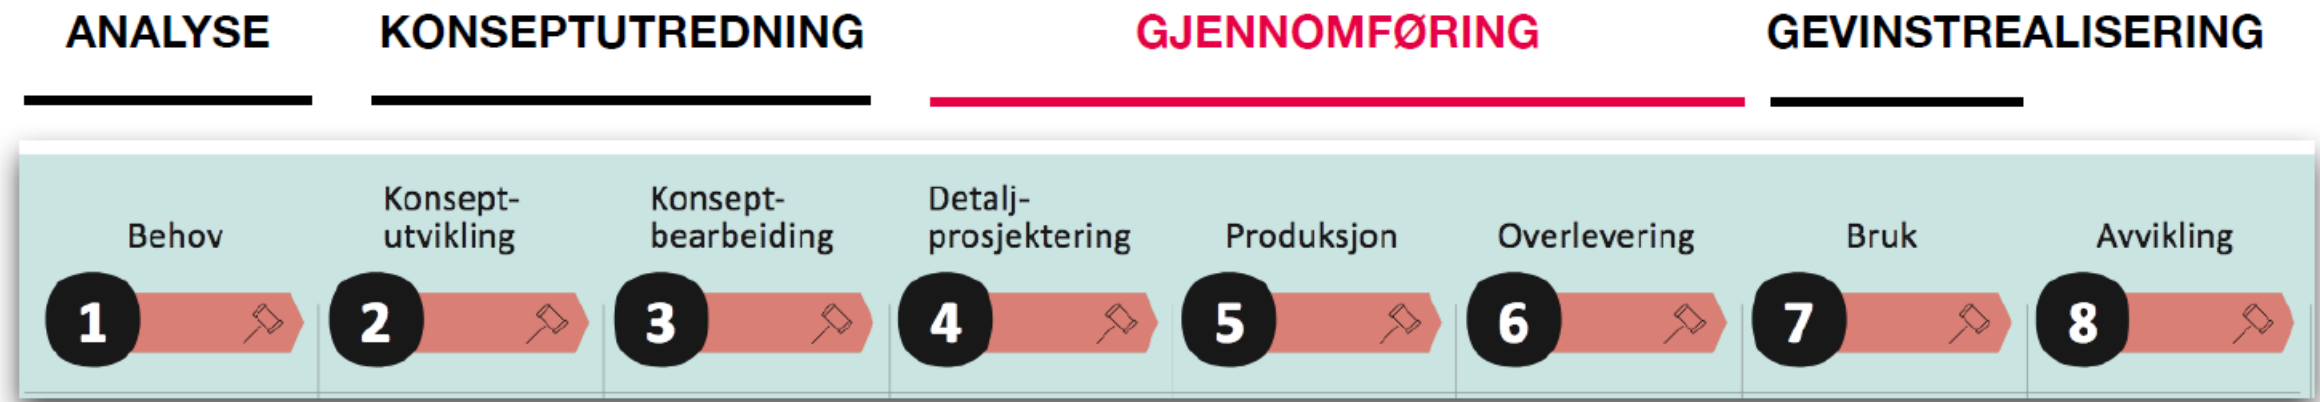 ANALYSE KONSEPTUTREDNING GJENNOMFØRING GEVINSTREALISERING
Behov
Konsept-
utvikling
Konsept-
bearbeiding
Detalj-
prosjektering
Produksjon
Overlevering
Bruk
Avvikling
1 2 3 4 5 6 7 8